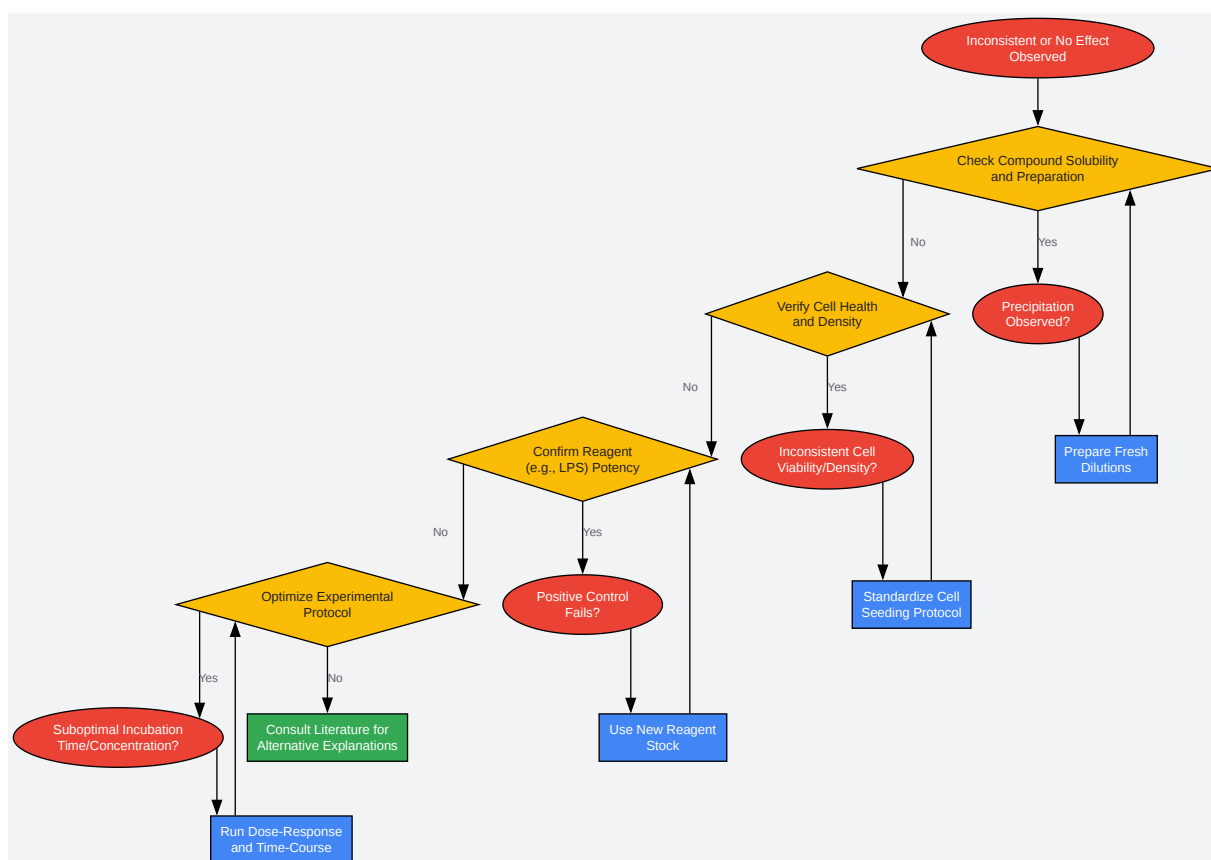 Inconsistent or No Effect
Observed
Check Compound Solubility
and Preparation
No
Yes
Verify Cell Health
and Density
Precipitation
Observed?
No
Yes
Confirm Reagent
(e.g., LPS) Potency
Inconsistent Cell
Viability/Density?
Prepare Fresh
Dilutions
No
Yes
Optimize Experimental
Protocol
Positive Control
Fails?
Standardize Cell
Seeding Protocol
Yes
No
Suboptimal Incubation
Time/Concentration?
Consult Literature for
Alternative Explanations
Use New Reagent
Stock
Run Dose-Response
and Time-Course